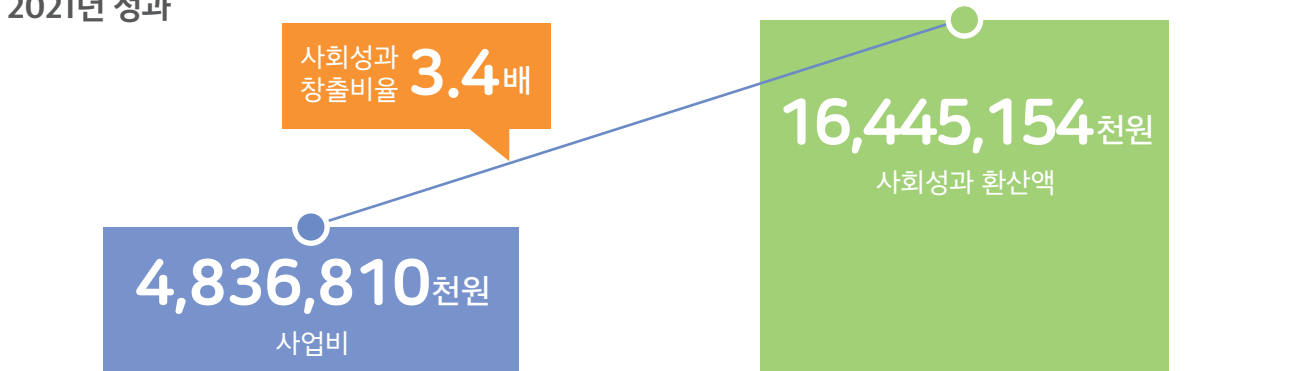 2021년 성과
사회성과
창출비율 3.4배
16,445,154천원
사회성과 환산액
4,836,810천원
사업비